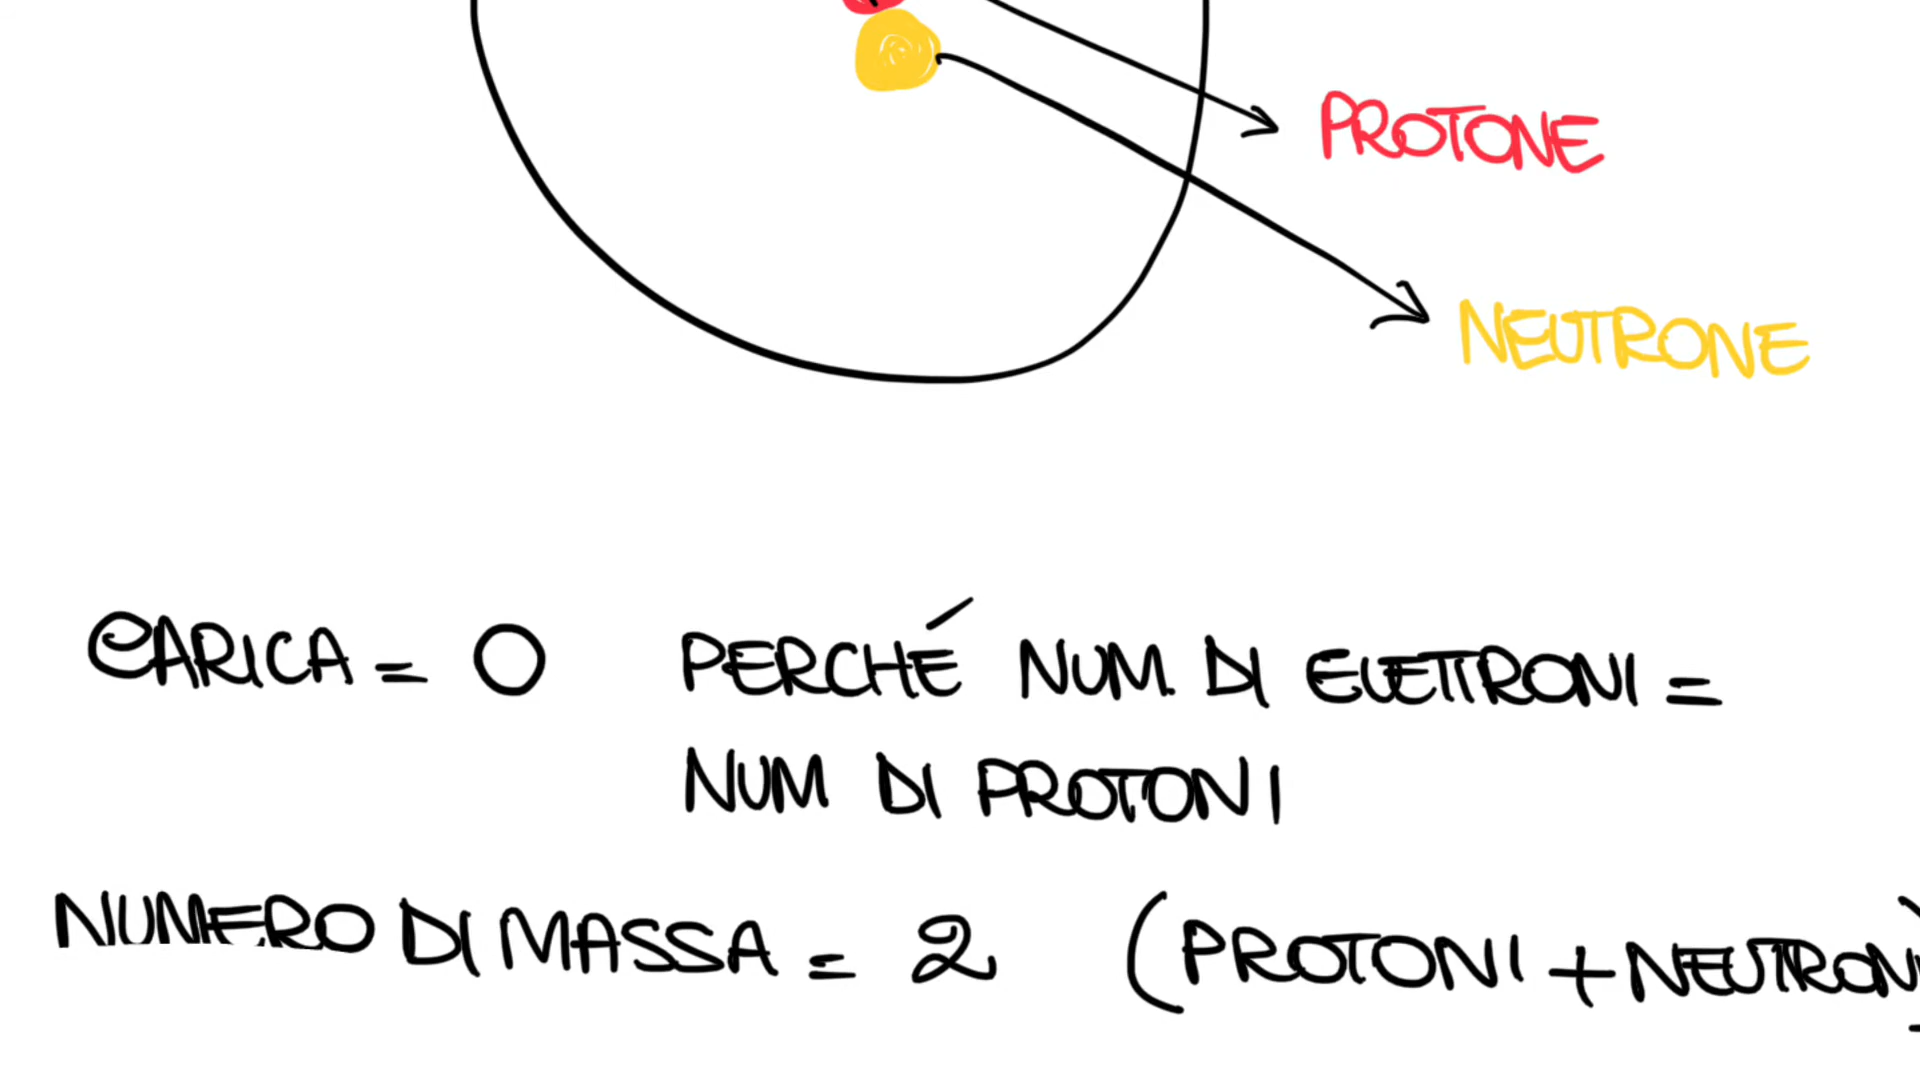 PROTONE
NEUTRONE
CARICA = 0 PERCHÉ NUM. DI ELETTRONI =
NUM DI PROTONI
NUMERO DI MASSA = 2 (PROTONI + NEUTRONI)